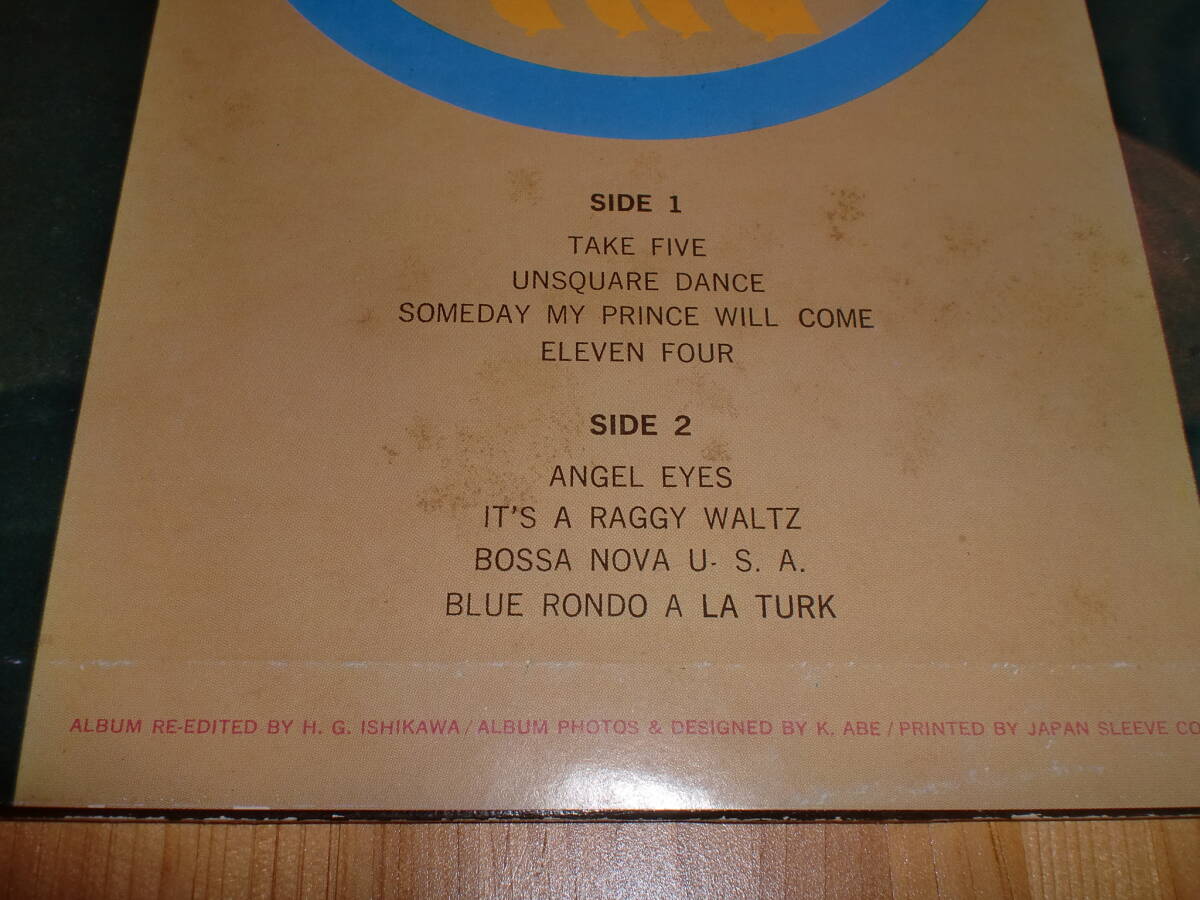 SIDE 1
TAKE FIVE
UNSQUARE DANCE
SOMEDAY MY PRINCE WILL COME
ELEVEN FOUR
SIDE 2
ANGEL EYES
IT'S A RAGGY WALTZ
BOSSA NOVA U. S. A.
BLUE RONDO A LA TURK
ALBUM RE-EDITED BY H. G. ISHIKAWA / ALBUM PHOTOS & DESIGNED BY K. ABE / PRINTED BY JAPAN SLEEVE CO